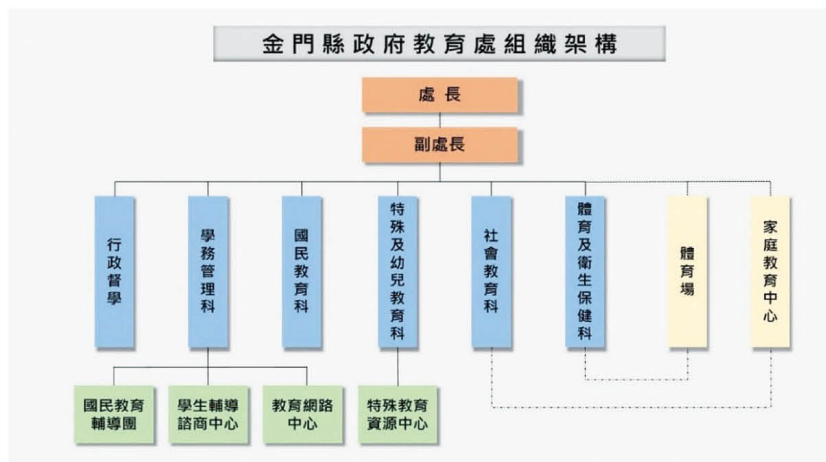 金門縣政府教育處組織架構
處 長
副處長
行政督學
學務管理科
國民教育科
特殊及幼兒教育科
社會教育科
體育及衛生保健科
體育場
家庭教育中心
國民教育
輔導團
學生輔導
諮商中心
教育網路
中心
特殊教育
資源中心